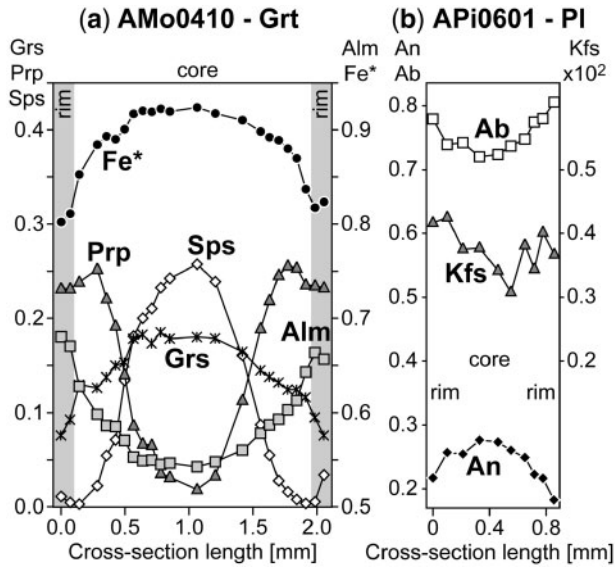 (a) AMo0410 - Grt
(b) APi0601 - Pl
Grs
Prp
Sps
Alm
Fe*
core
rim
rim
0.4
0.3
0.2
0.1
0.0
0.9
0.8
0.7
0.6
0.5
Fe*
Prp
Sps
Alm
Grs
0.0 0.5 1.0 1.5 2.0
Cross-section length [mm]
An
Ab
Kfs
x10²
0.8
0.7
0.6
0.5
0.4
0.3
0.2
0.5
0.4
0.3
0.2
Ab
Kfs
core
rim
rim
An
0.0 0.4 0.8
Cross-section length [mm]